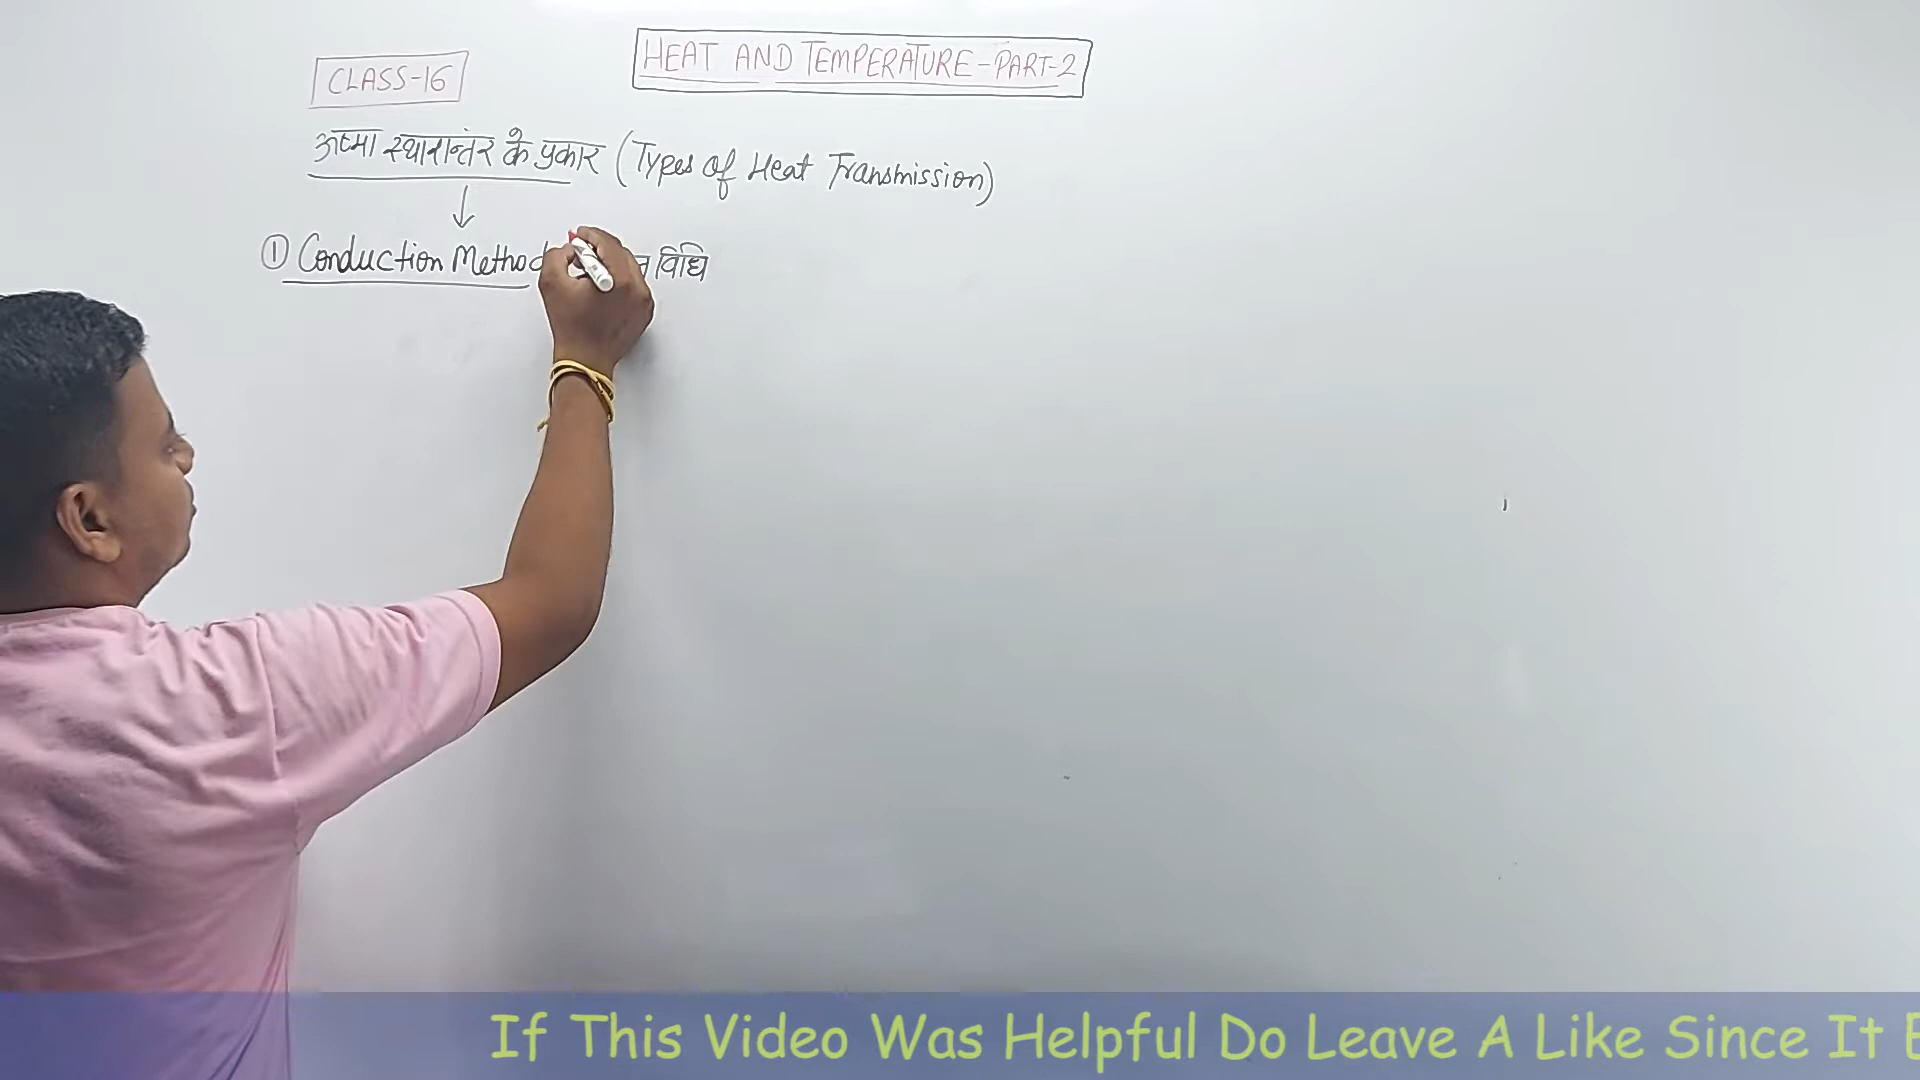 CLASS-16
HEAT AND TEMPERATURE-PART-2
ऊष्मा स्थानान्तर के प्रकार (Types of Heat Transmission)
① Conduction Method विधि
If This Video Was Helpful Do Leave A Like Since It